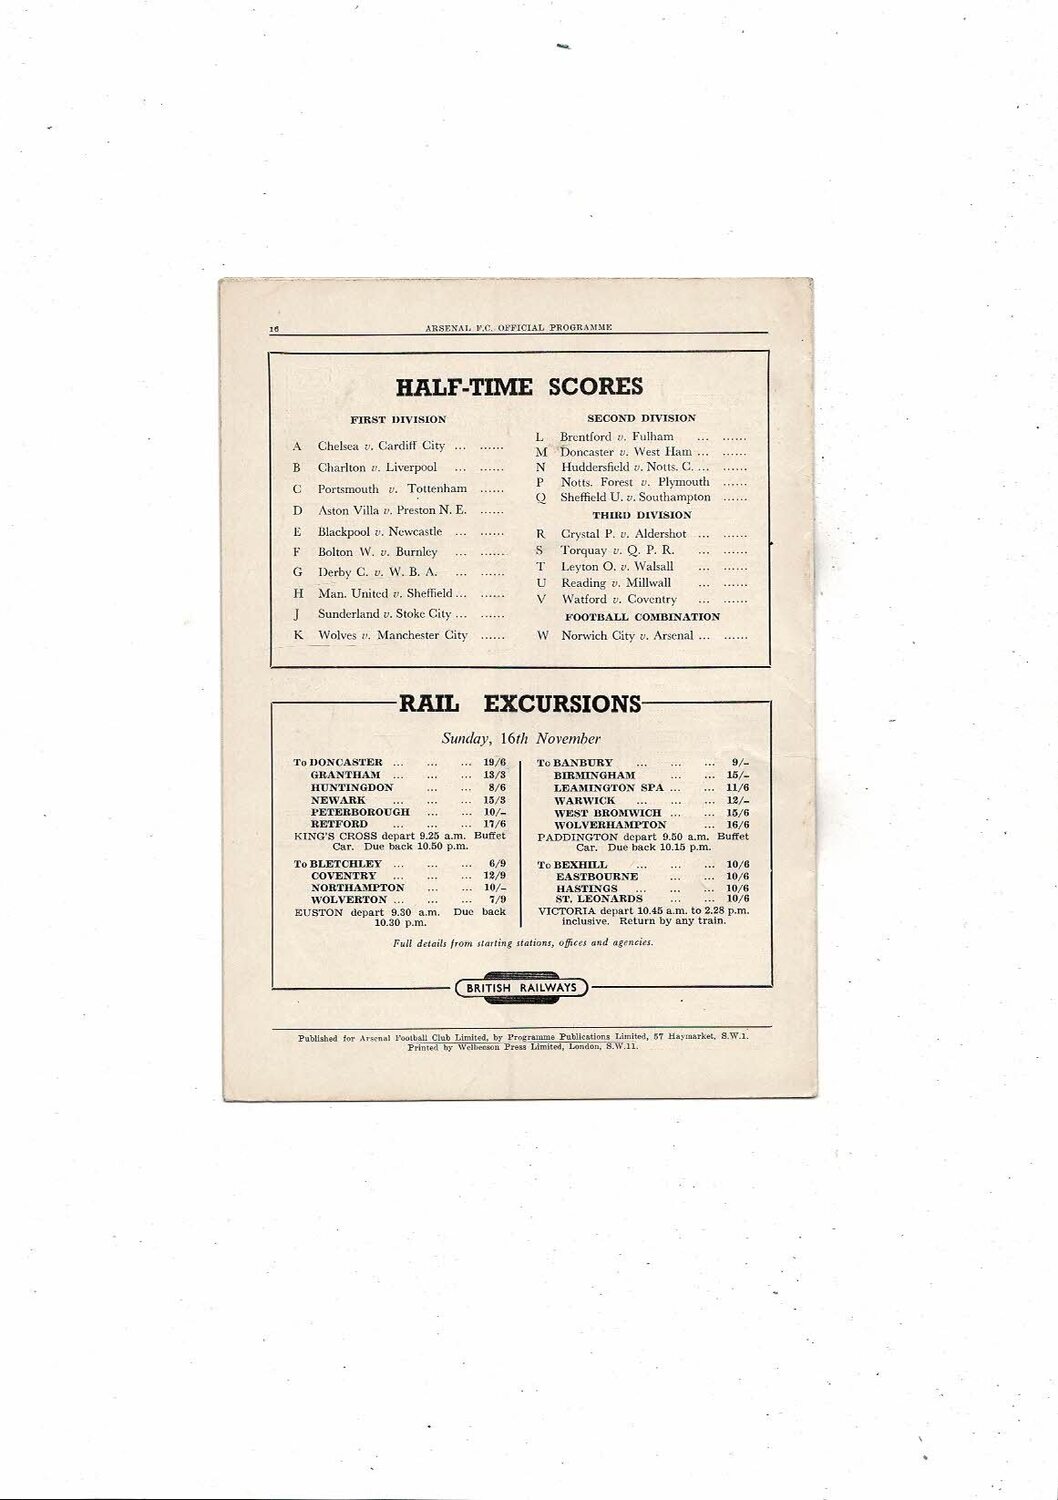 16
ARSENAL F.C. OFFICIAL PROGRAMME
HALF-TIME SCORES
FIRST DIVISION
A Chelsea v. Cardiff City ... ......
B Charlton v. Liverpool ... ......
C Portsmouth v. Tottenham ......
D Aston Villa v. Preston N. E. ......
E Blackpool v. Newcastle ... ......
F Bolton W. v. Burnley ... ......
G Derby C. v. W. B. A. ... ......
H Man. United v. Sheffield ... ......
J Sunderland v. Stoke City ... ......
K Wolves v. Manchester City ......
SECOND DIVISION
L Brentford v. Fulham ... ......
M Doncaster v. West Ham ... ......
N Huddersfield v. Notts. C. ... ......
P Notts. Forest v. Plymouth ......
Q Sheffield U. v. Southampton ......
THIRD DIVISION
R Crystal P. v. Aldershot ... ......
S Torquay v. Q. P. R. ... ......
T Leyton O. v. Walsall ... ......
U Reading v. Millwall ... ......
V Watford v. Coventry ... ......
FOOTBALL COMBINATION
W Norwich City v. Arsenal ... ......
RAIL EXCURSIONS
Sunday, 16th November
To DONCASTER ... ... ... 19/6
GRANTHAM ... ... ... 13/3
HUNTINGDON ... ... 8/6
NEWARK ... ... ... 15/3
PETERBOROUGH ... ... 10/-
RETFORD ... ... ... 17/6
KING'S CROSS depart 9.25 a.m. Buffet
Car. Due back 10.50 p.m.
To BLETCHLEY ... ... ... 6/9
COVENTRY ... ... ... 12/9
NORTHAMPTON ... ... 10/-
WOLVERTON ... ... ... 7/9
EUSTON depart 9.30 a.m. Due back
10.30 p.m.
To BANBURY ... ... ... 9/-
BIRMINGHAM ... ... 15/-
LEAMINGTON SPA ... ... 11/6
WARWICK ... ... ... 12/-
WEST BROMWICH ... ... 15/6
WOLVERHAMPTON ... 16/6
PADDINGTON depart 9.50 a.m. Buffet
Car. Due back 10.15 p.m.
To BEXHILL ... ... ... 10/6
EASTBOURNE ... ... 10/6
HASTINGS ... ... ... 10/6
ST. LEONARDS ... ... 10/6
VICTORIA depart 10.45 a.m. to 2.28 p.m.
inclusive. Return by any train.
Full details from starting stations, offices and agencies.
BRITISH RAILWAYS
Published for Arsenal Football Club Limited, by Programme Publications Limited, 57 Haymarket, S.W.1.
Printed by Welbecson Press Limited, London, S.W.11.